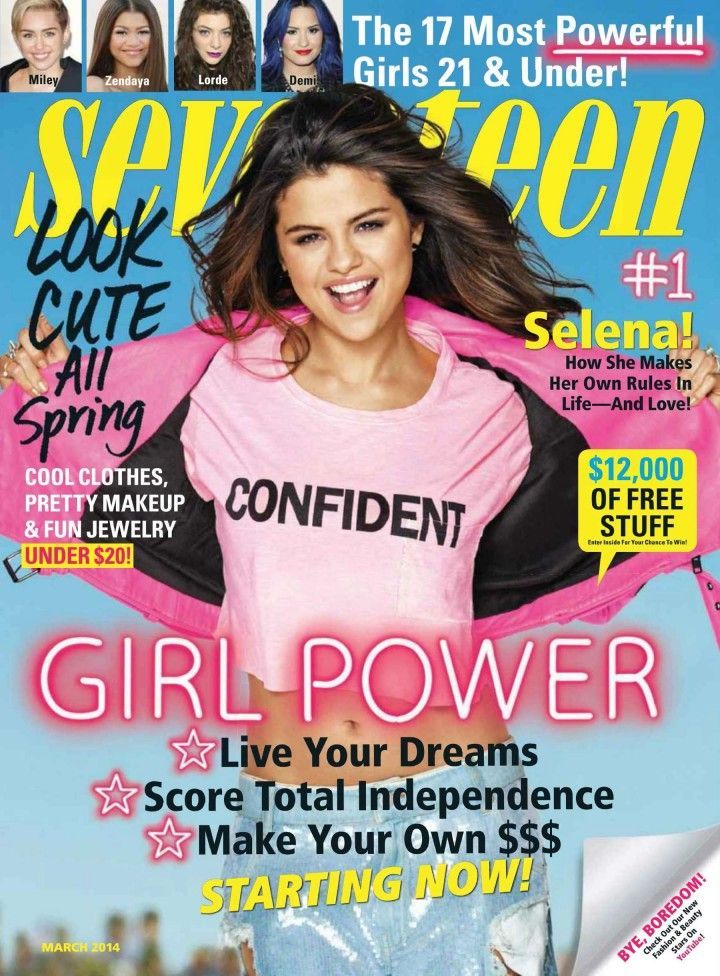 The 17 Most Powerful
Girls 21 & Under!
Miley
Zendaya
Lorde
Demi
seventeen
LOOK
CUTE
All
Spring
COOL CLOTHES,
PRETTY MAKEUP
& FUN JEWELRY
UNDER $20!
#1
Selena!
How She Makes
Her Own Rules In
Life—And Love!
$12,000
OF FREE
STUFF
Enter Inside For Your Chance To Win!
CONFIDENT
GIRL POWER
Live Your Dreams
Score Total Independence
Make Your Own $$$
STARTING NOW!
MARCH 2014
BYE, BOREDOM!
Check Out Our New
Fashion & Beauty
Stars On
YouTube!